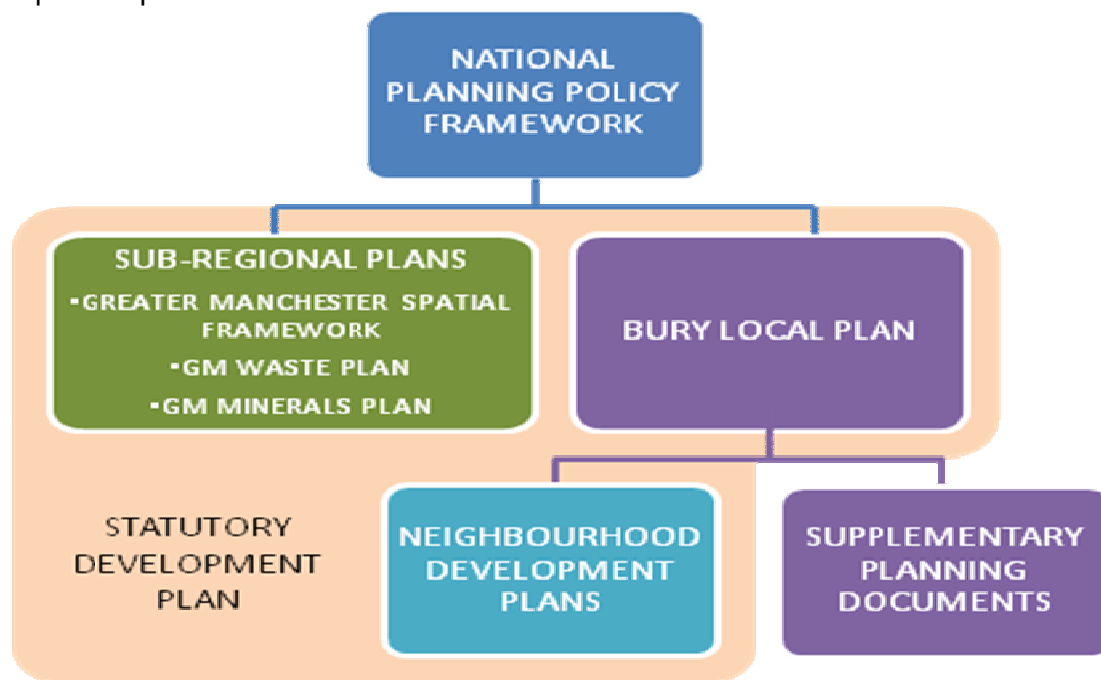 NATIONAL
PLANNING POLICY
FRAMEWORK
SUB-REGIONAL PLANS
▪GREATER MANCHESTER SPATIAL
FRAMEWORK
▪GM WASTE PLAN
▪GM MINERALS PLAN
BURY LOCAL PLAN
STATUTORY
DEVELOPMENT
PLAN
NEIGHBOURHOOD
DEVELOPMENT
PLANS
SUPPLEMENTARY
PLANNING
DOCUMENTS